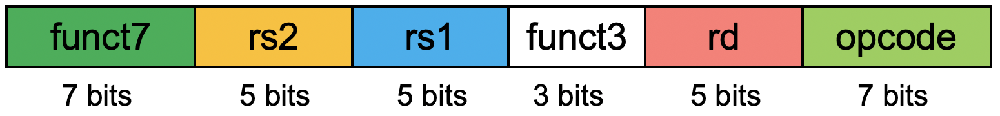 funct7 rs2 rs1 funct3 rd opcode
7 bits 5 bits 5 bits 3 bits 5 bits 7 bits